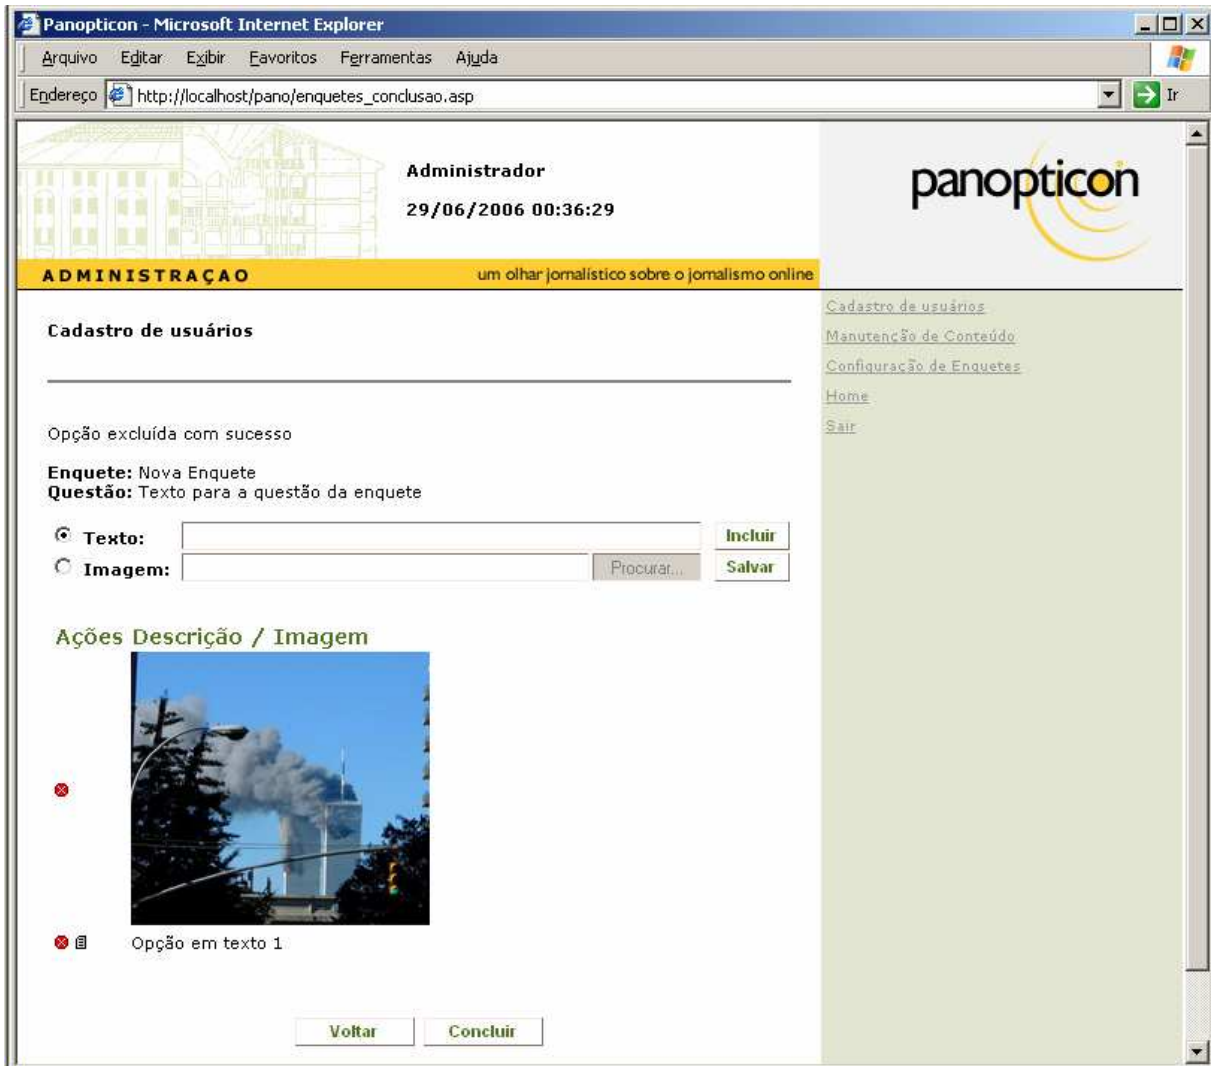 Panopticon - Microsoft Internet Explorer
Arquivo Editar Exibir Favoritos Ferramentas Ajuda
Endereço http://localhost/pano/enquetes_conclusao.asp Ir
Administrador
29/06/2006 00:36:29
panopticon
ADMINISTRAÇAO um olhar jornalístico sobre o jornalismo online
Cadastro de usuários
Cadastro de usuários
Manutenção de Conteúdo
Configuração de Enquetes
Home
Sair
Opção excluída com sucesso
Enquete: Nova Enquete
Questão: Texto para a questão da enquete
Texto: Incluir
Imagem: Procurar... Salvar
Ações Descrição / Imagem
Opção em texto 1
Voltar Concluir